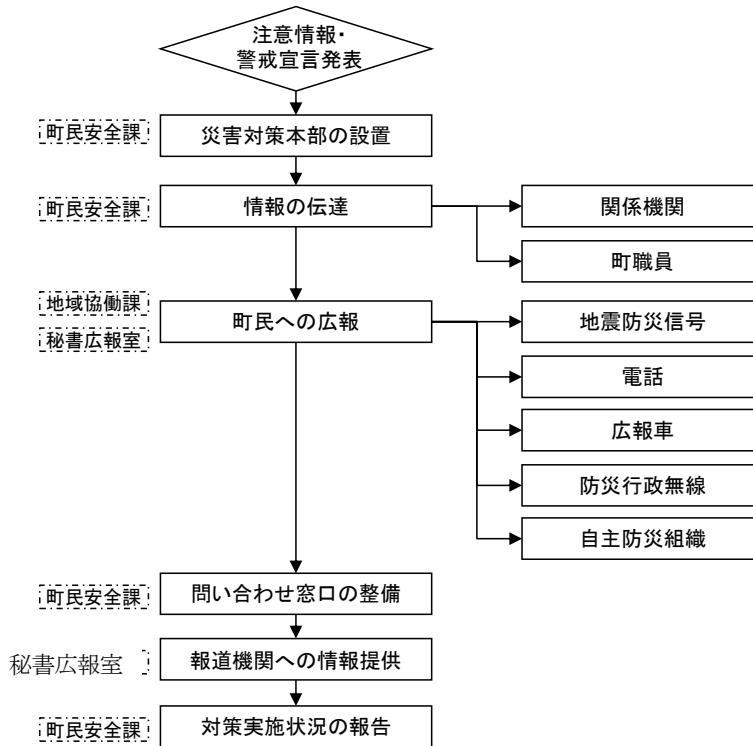 注意情報・
警戒宣言発表
町民安全課
災害対策本部の設置
町民安全課
情報の伝達
関係機関
町職員
地域協働課
秘書広報室
町民への広報
地震防災信号
電話
広報車
防災行政無線
自主防災組織
町民安全課
問い合わせ窓口の整備
秘書広報室
報道機関への情報提供
町民安全課
対策実施状況の報告